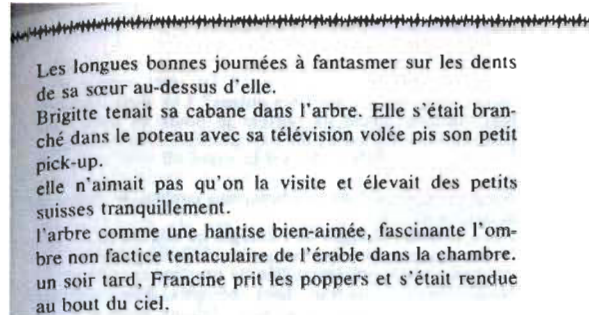 Les longues bonnes journées à fantasmer sur les dents
de sa sœur au-dessus d'elle.
Brigitte tenait sa cabane dans l'arbre. Elle s'était bran-
ché dans le poteau avec sa télévision volée pis son petit
pick-up.
elle n'aimait pas qu'on la visite et élevait des petits
suisses tranquillement.
l'arbre comme une hantise bien-aimée, fascinante l'om-
bre non factice tentaculaire de l'érable dans la chambre.
un soir tard, Francine prit les poppers et s'était rendue
au bout du ciel.